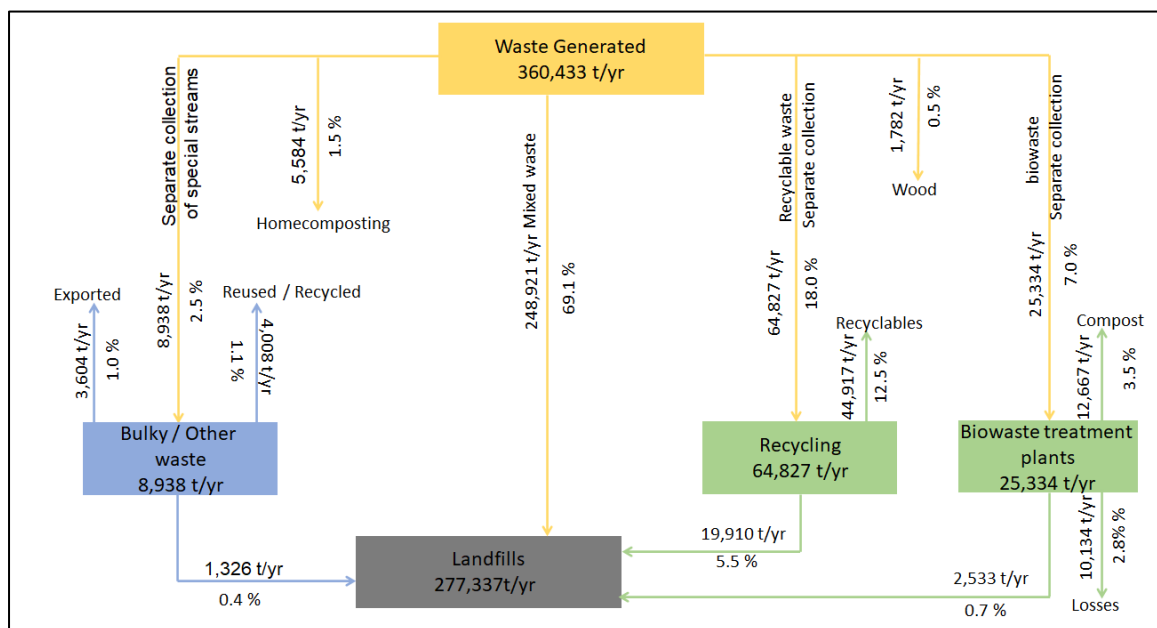 Waste Generated
360,433 t/yr
Separate collection
of special streams
8,938 t/yr
2.5 %
5,584 t/yr
1.5 %
Homecomposting
248,921 t/yr Mixed waste
69.1 %
Recyclable waste
Separate collection
64,827 t/yr
18.0 %
1,782 t/yr
0.5 %
Wood
biowaste
Separate collection
25,334 t/yr
7.0 %
Exported
3,604 t/yr
1.0 %
Reused / Recycled
4,008 t/yr
1.1 %
Recyclables
44,917 t/yr
12.5 %
Compost
12,667 t/yr
3.5 %
Bulky / Other
waste
8,938 t/yr
Recycling
64,827 t/yr
Biowaste treatment
plants
25,334 t/yr
1,326 t/yr
0.4 %
Landfills
277,337t/yr
19,910 t/yr
5.5 %
2,533 t/yr
0.7 %
10,134 t/yr
2.8% %
Losses